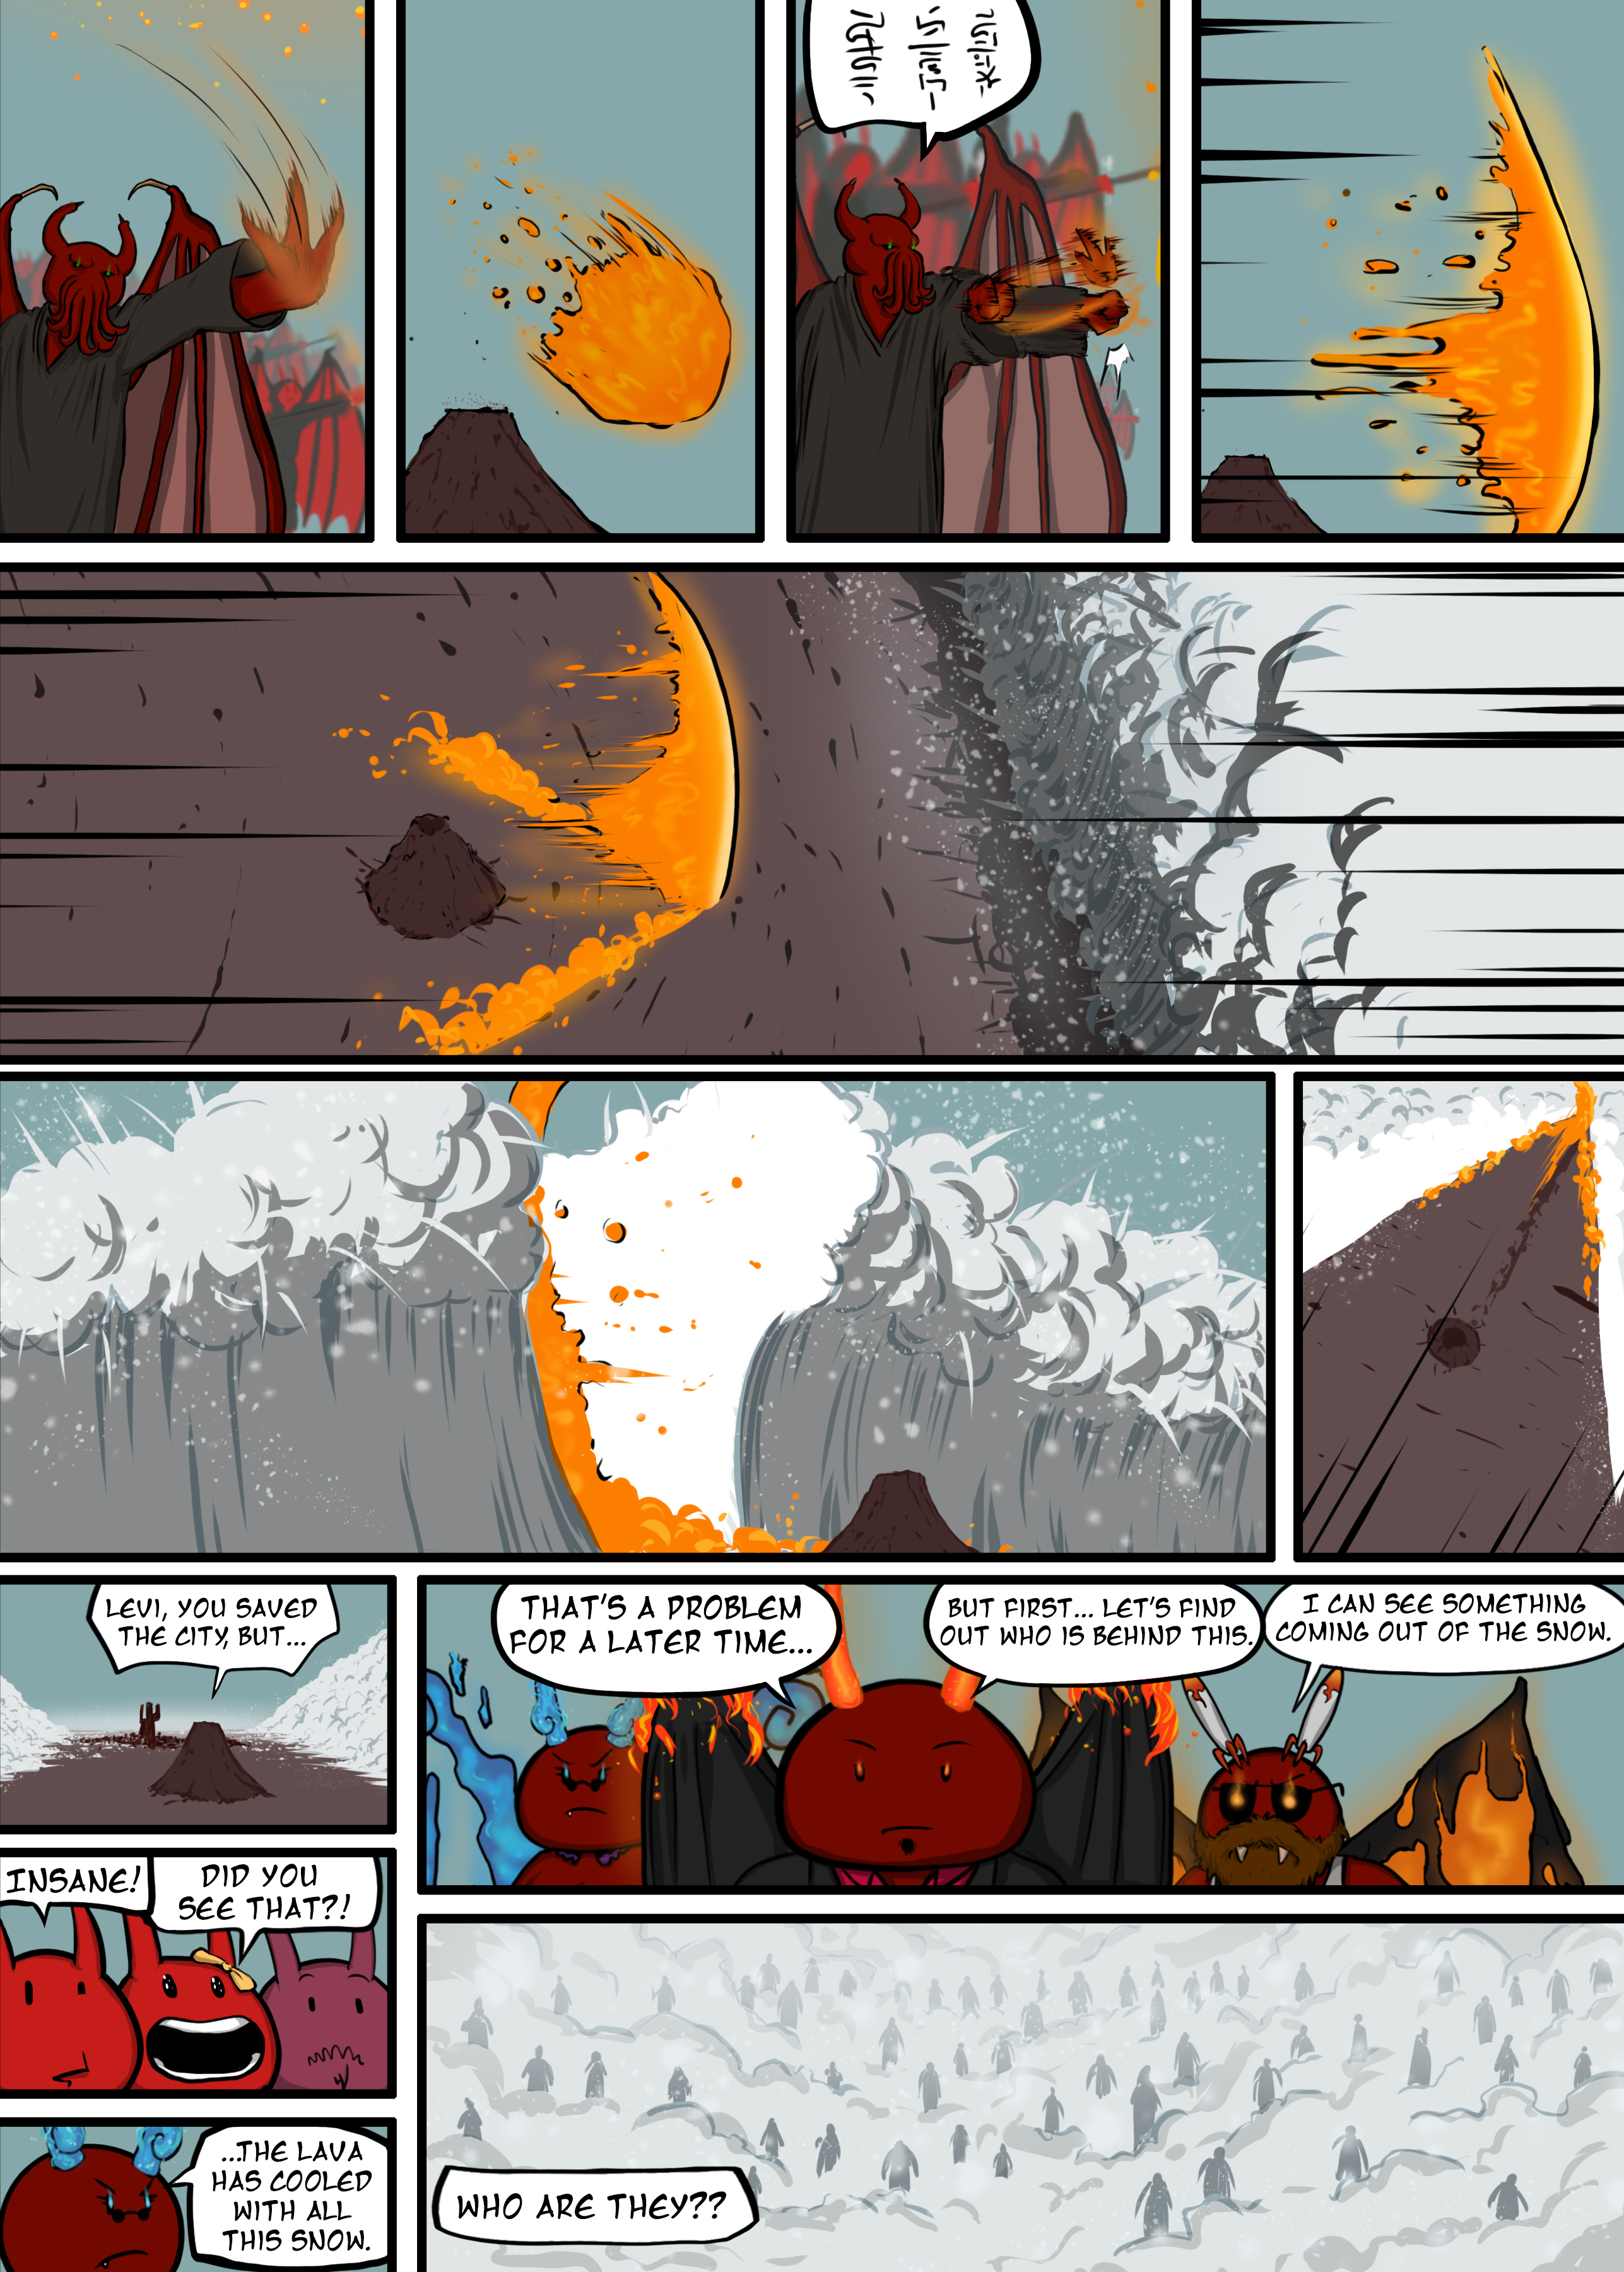 LEVI, YOU SAVED
THE CITY, BUT...
THAT'S A PROBLEM
FOR A LATER TIME...
BUT FIRST... LET'S FIND
OUT WHO IS BEHIND THIS.
I CAN SEE SOMETHING
COMING OUT OF THE SNOW.
INSANE!
DID YOU
SEE THAT?!
...THE LAVA
HAS COOLED
WITH ALL
THIS SNOW.
WHO ARE THEY??